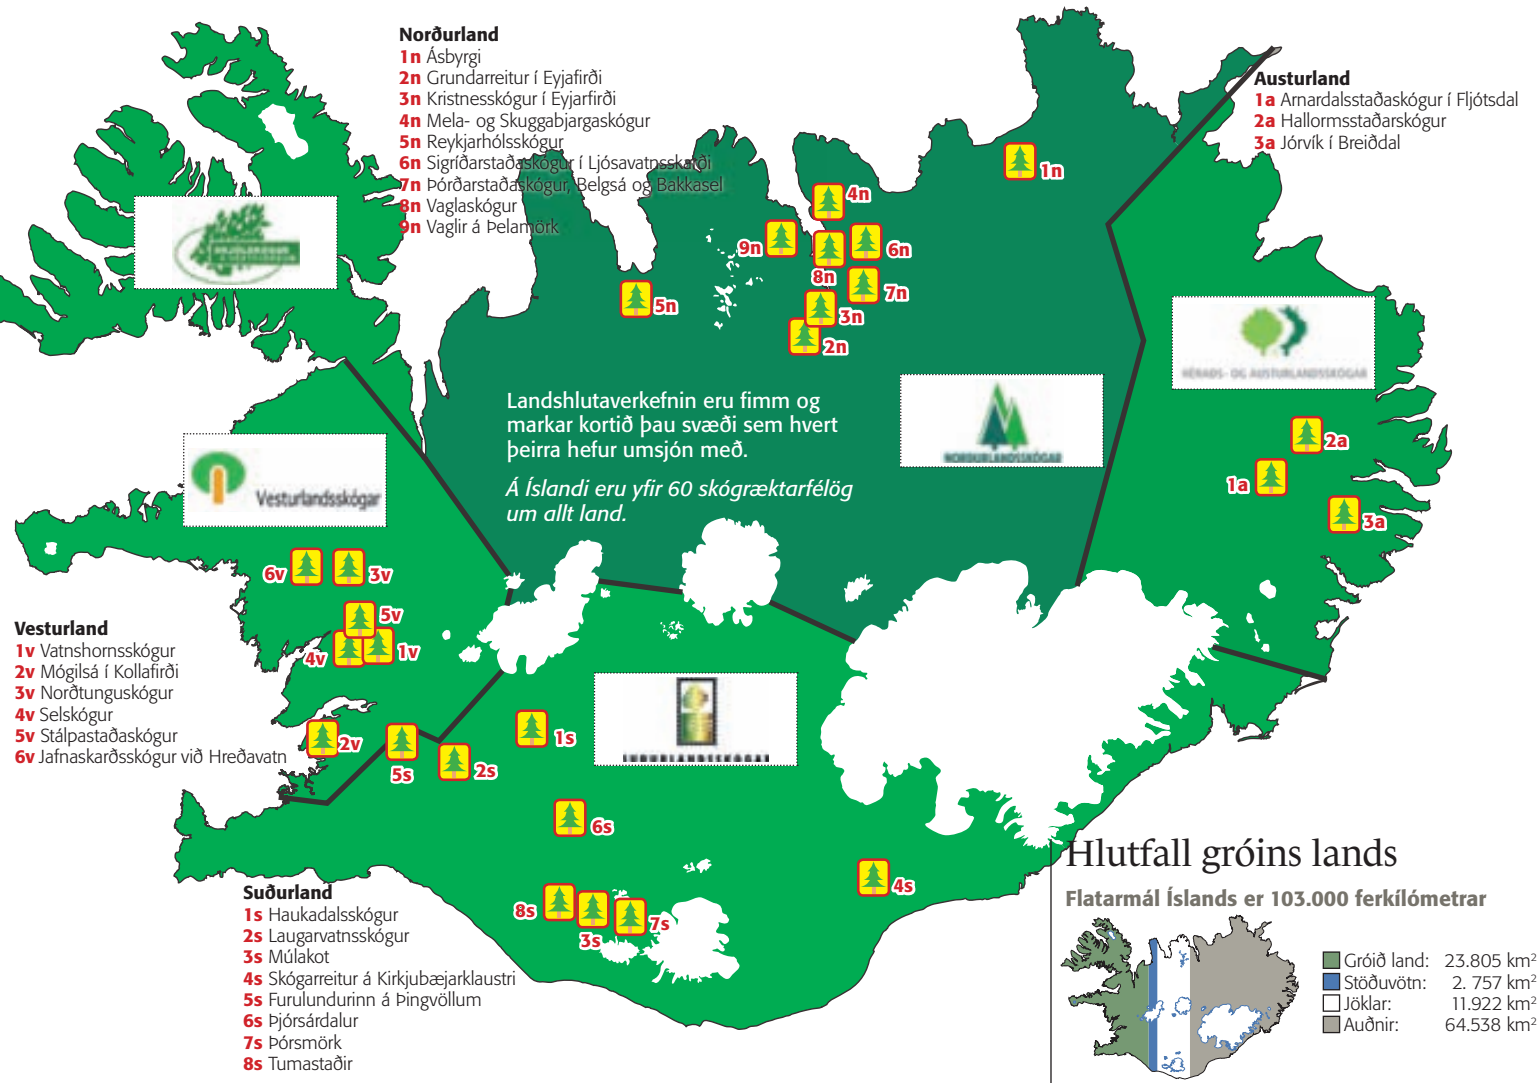 Norðurland
1n Ásbyrgi
2n Grundarreitur í Eyjafirði
3n Kristnesskógur í Eyjarfirði
4n Mela- og Skuggabjargaskógur
5n Reykjarhólsskógur
6n Sigríðarstaðaskógur í Ljósavatnsskarði
7n Þórðarstaðaskógur, Belgsá og Bakkasel
8n Vaglaskógur
9n Vaglir á Þelamörk
Austurland
1a Arnardalsstaðaskógur í Fljótsdal
2a Hallormsstaðarskógur
3a Jórvík í Breiðdal
1n
4n
9n
6n
8n
7n
5n
3n
2n
HÉRAÐS- OG AUSTURLANDSSKÓGAR
Landshlutaverkefnin eru fimm og
markar kortið þau svæði sem hvert
þeirra hefur umsjón með.
Á Íslandi eru yfir 60 skógræktarfélög
um allt land.
NORÐURLANDSSKÓGAR
Vesturlandsskógar
2a
1a
3a
6v
3v
5v
4v
1v
2v
Vesturland
1v Vatnshornsskógur
2v Mógilsá í Kollafirði
3v Norðtunguskógur
4v Selskógur
5v Stálpastaðaskógur
6v Jafnaskarðsskógur við Hreðavatn
SUÐURLANDSSKÓGAR
1s
5s
2s
6s
4s
8s
3s
7s
Suðurland
1s Haukadalsskógur
2s Laugarvatnsskógur
3s Múlakot
4s Skógarreitur á Kirkjubæjarklaustri
5s Furulundurinn á Þingvöllum
6s Þjórsárdalur
7s Þórsmörk
8s Tumastaðir
Hlutfall gróins lands
Flatarmál Íslands er 103.000 ferkílómetrar
Gróið land: 23.805 km²
Stöðuvötn: 2. 757 km²
Jöklar: 11.922 km²
Auðnir: 64.538 km²